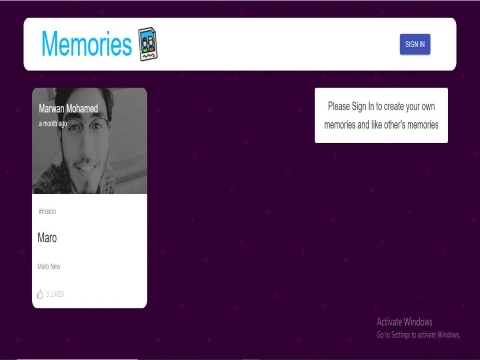 Memories
SIGN IN
Marwan Mohamed
a month ago
Please Sign In to create your own
memories and like other's memories
#maroo
Maro
Maro New
3 LIKES
Activate Windows
Go to Settings to activate Windows.